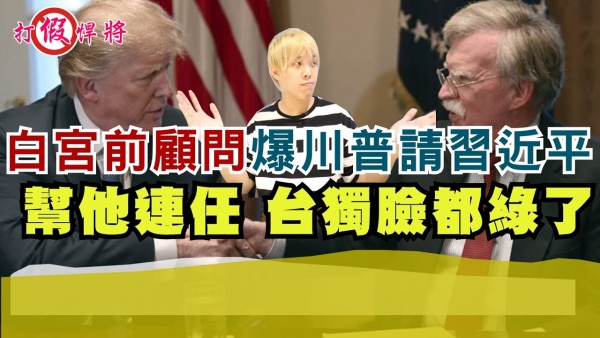 打假悍將
白宮前顧問爆川普請習近平
幫他連任 台獨臉都綠了